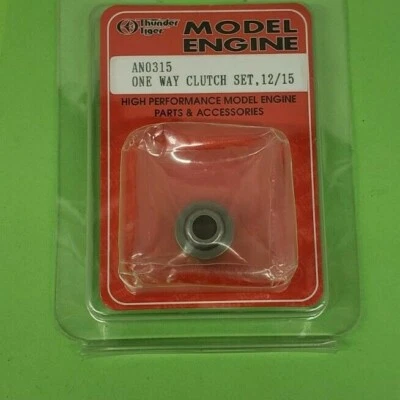 Thunder
Tiger
MODEL
ENGINE
AN0315
ONE WAY CLUTCH SET,12/15
HIGH PERFORMANCE MODEL ENGINE
PARTS & ACCESSORIES